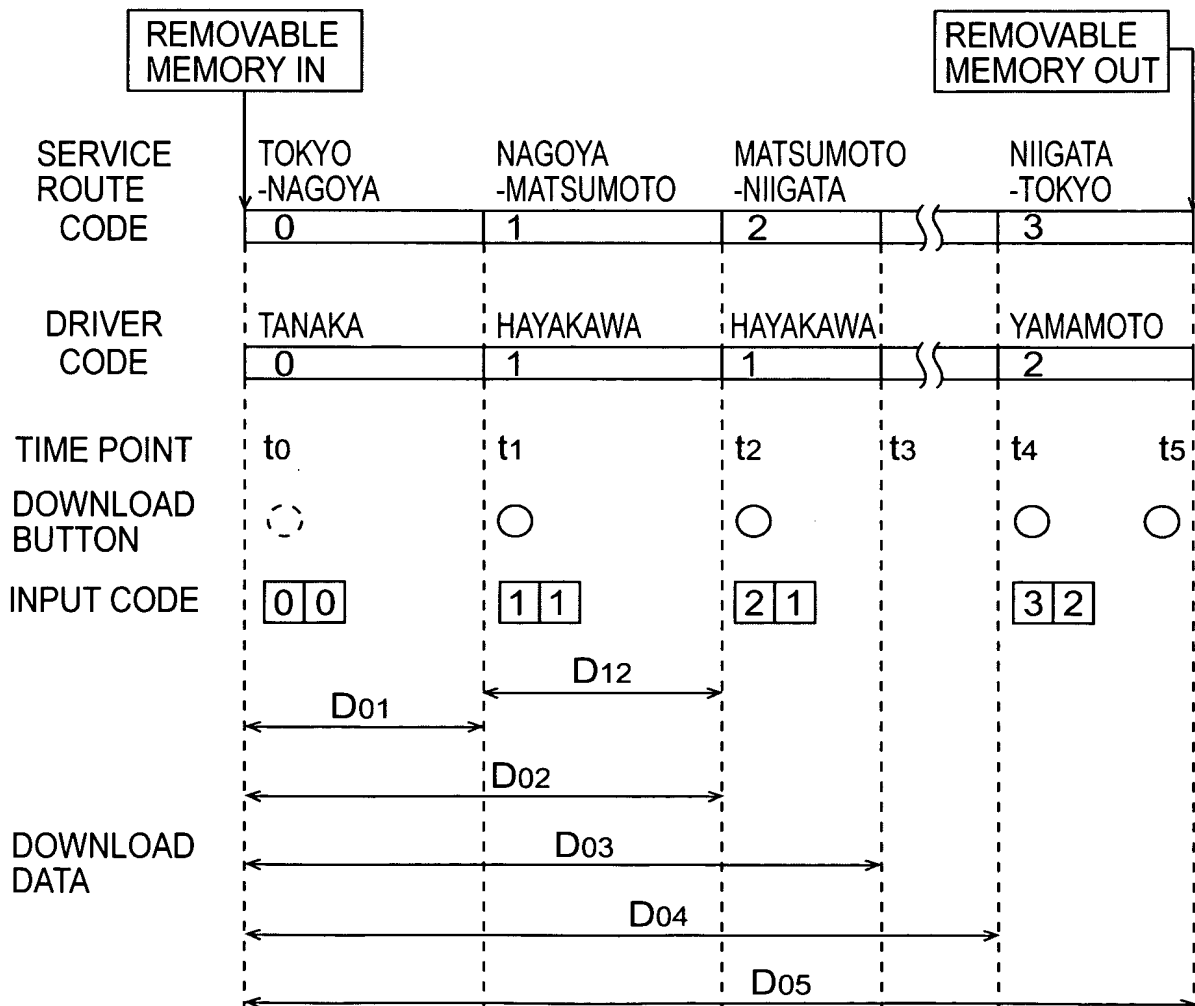 REMOVABLE
MEMORY IN
REMOVABLE
MEMORY OUT
SERVICE
ROUTE
CODE
TOKYO
-NAGOYA
NAGOYA
-MATSUMOTO
MATSUMOTO
-NIIGATA
NIIGATA
-TOKYO
0 1 2 3
DRIVER
CODE
TANAKA HAYAKAWA HAYAKAWA YAMAMOTO
0 1 1 2
TIME POINT t0 t1 t2 t3 t4 t5
DOWNLOAD
BUTTON
INPUT CODE 0 0 1 1 2 1 3 2
D12
D01
D02
DOWNLOAD
DATA
D03
D04
D05